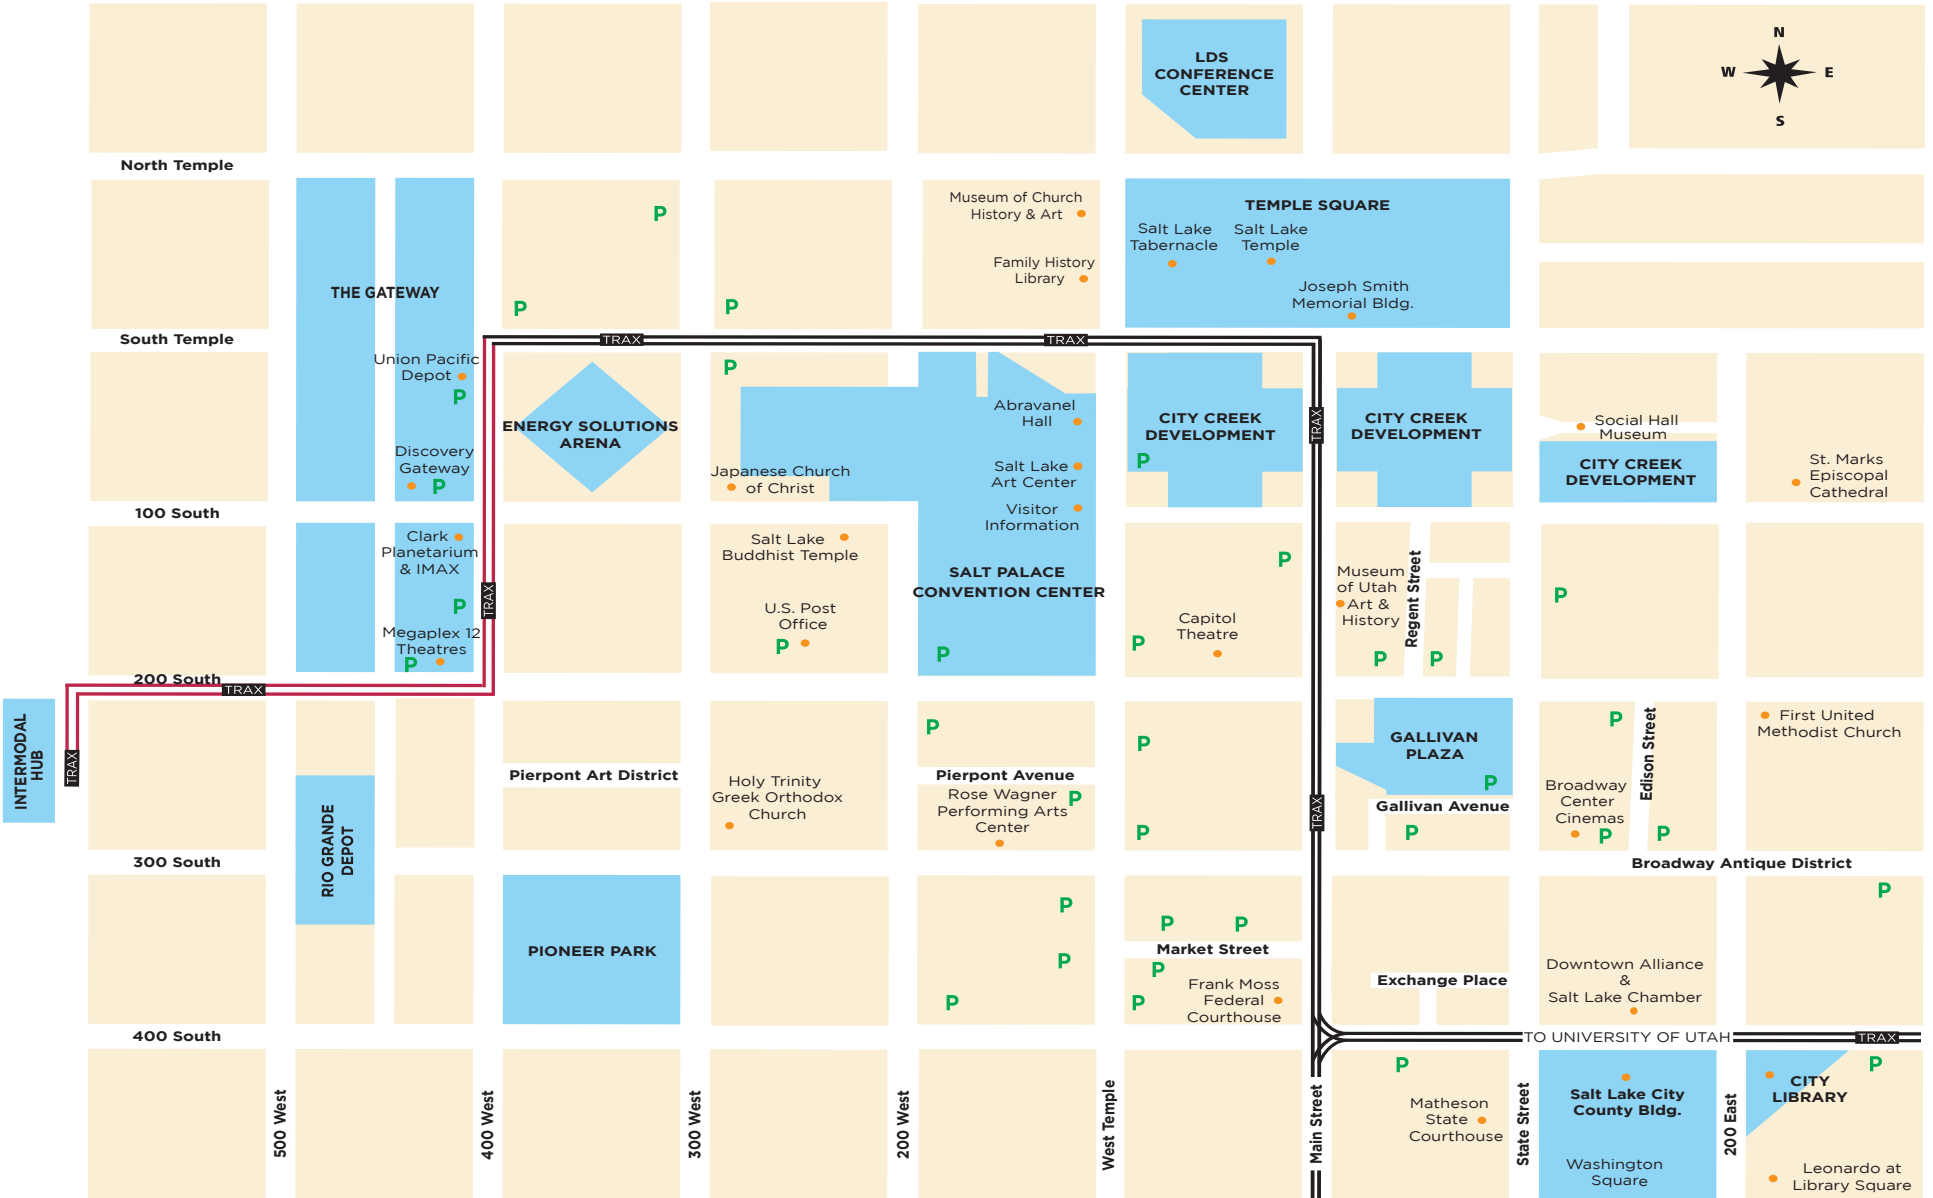 LDS
CONFERENCE
CENTER
N
W
E
S
North Temple
THE GATEWAY
P
P
P
Museum of Church
History & Art
Family History
Library
TEMPLE SQUARE
Salt Lake
Tabernacle
Salt Lake
Temple
Joseph Smith
Memorial Bldg.
South Temple
TRAX
TRAX
Union Pacific
Depot
P
Discovery
Gateway
P
ENERGY SOLUTIONS
ARENA
P
Japanese Church
of Christ
Abravanel
Hall
Salt Lake
Art Center
Visitor
Information
CITY CREEK
DEVELOPMENT
P
TRAX
CITY CREEK
DEVELOPMENT
Social Hall
Museum
CITY CREEK
DEVELOPMENT
St. Marks
Episcopal
Cathedral
100 South
Clark
Planetarium
& IMAX
P
Megaplex 12
Theatres
P
TRAX
Salt Lake
Buddhist Temple
U.S. Post
Office
P
SALT PALACE
CONVENTION CENTER
P
P
P
Capitol
Theatre
Museum
of Utah
Art &
History
P
Regent Street
P
P
200 South
TRAX
INTERMODAL
HUB
TRAX
RIO GRANDE
DEPOT
Pierpont Art District
Holy Trinity
Greek Orthodox
Church
P
Pierpont Avenue
Rose Wagner
Performing Arts
Center
P
P
P
TRAX
GALLIVAN
PLAZA
P
Gallivan Avenue
P
P
Edison Street
Broadway
Center
Cinemas
P
P
First United
Methodist Church
300 South
Broadway Antique District
PIONEER PARK
P
P
P
P
P
Market Street
P
P
Frank Moss
Federal
Courthouse
Exchange Place
Downtown Alliance
&
Salt Lake Chamber
P
400 South
TO UNIVERSITY OF UTAH
TRAX
500 West
400 West
300 West
200 West
West Temple
Main Street
P
Matheson
State
Courthouse
State Street
Salt Lake City
County Bldg.
Washington
Square
200 East
CITY
LIBRARY
P
Leonardo at
Library Square